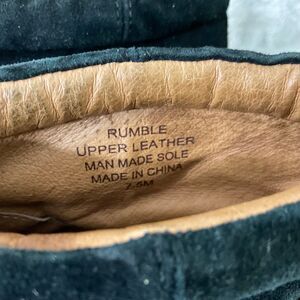 RUMBLE
UPPER LEATHER
MAN MADE SOLE
MADE IN CHINA
7.5M